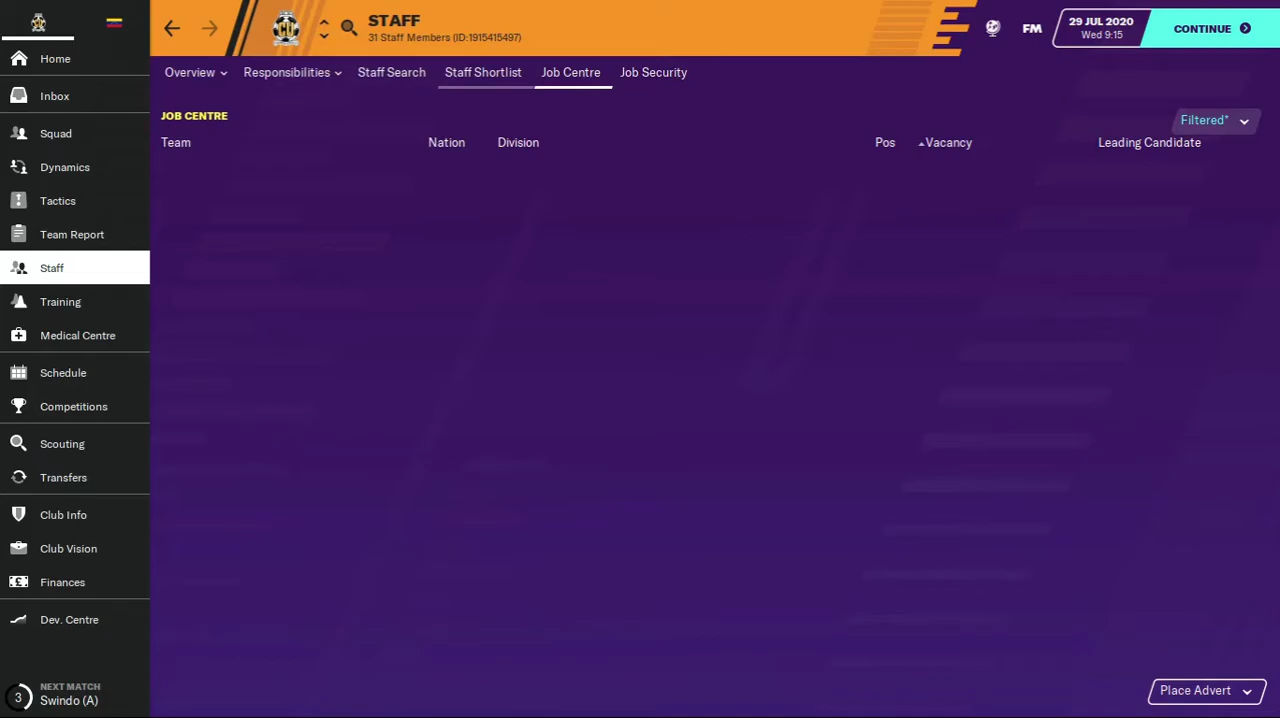 STAFF
31 Staff Members (ID:1915415497)
FM
29 JUL 2020
Wed 9:15
CONTINUE
Home
Inbox
Squad
Dynamics
Tactics
Team Report
Staff
Training
Medical Centre
Schedule
Competitions
Scouting
Transfers
Club Info
Club Vision
Finances
Dev. Centre
3
NEXT MATCH
Swindo (A)
Overview
Responsibilities
Staff Search
Staff Shortlist
Job Centre
Job Security
JOB CENTRE
Filtered*
Team Nation Division Pos Vacancy Leading Candidate
Place Advert